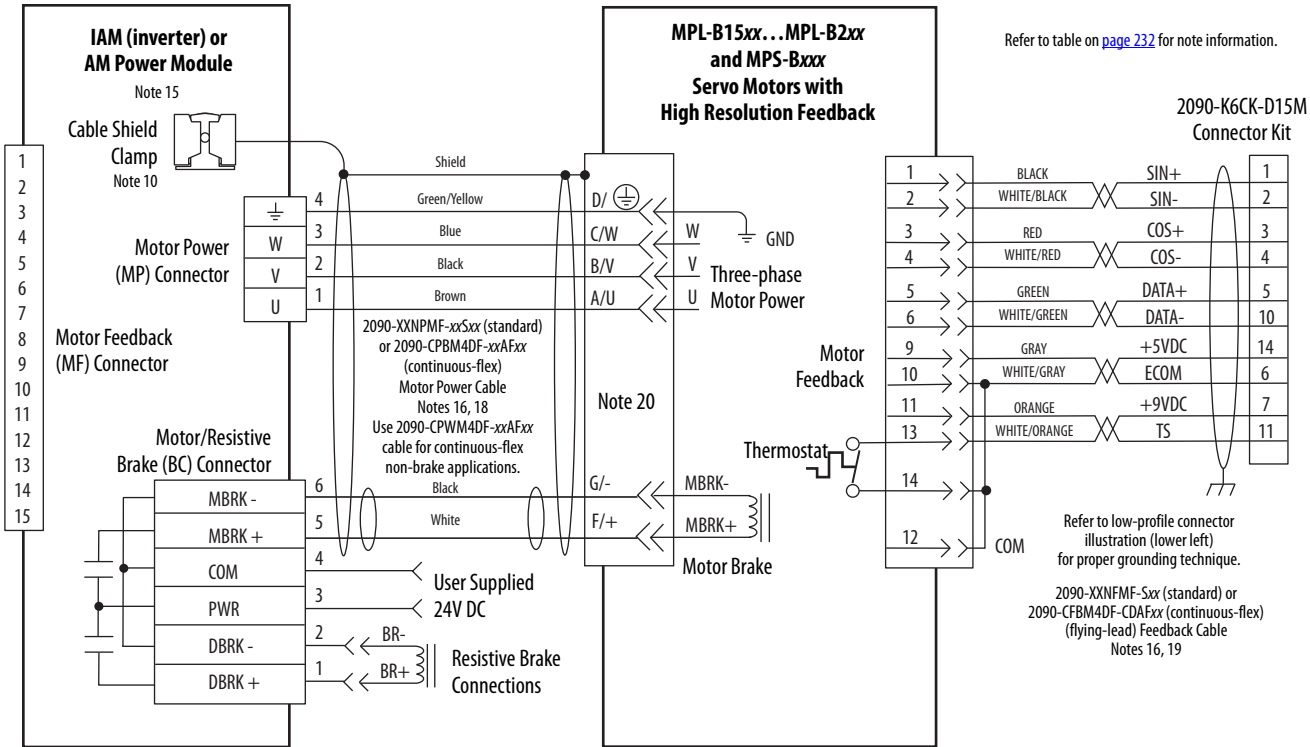 IAM (inverter) or
AM Power Module
Note 15
Cable Shield
Clamp
Note 10
1
2
3
4
5
6
7
8
9
10
11
12
13
14
15
Motor Feedback
(MF) Connector
Motor Power
(MP) Connector
W
V
U
4
3
2
1
Shield
Green/Yellow
Blue
Black
Brown
2090-XXNPMF-xxSxx (standard)
or 2090-CPBM4DF-xxAFxx
(continuous-flex)
Motor Power Cable
Notes 16, 18
Use 2090-CPWM4DF-xxAFxx
cable for continuous-flex
non-brake applications.
Motor/Resistive
Brake (BC) Connector
MBRK -
MBRK +
COM
PWR
DBRK -
DBRK +
6
5
4
3
2
1
Black
White
User Supplied
24V DC
BR-
BR+
Resistive Brake
Connections
MPL-B15xx...MPL-B2xx
and MPS-Bxxx
Servo Motors with
High Resolution Feedback
D/
C/W
B/V
A/U
W
V
U
GND
Three-phase
Motor Power
Note 20
G/-
F/+
MBRK-
MBRK+
Motor Brake
Thermostat
Motor
Feedback
1
2
3
4
5
6
9
10
11
13
14
12
COM
Refer to table on page 232 for note information.
2090-K6CK-D15M
Connector Kit
BLACK SIN+ 1
WHITE/BLACK SIN- 2
RED COS+ 3
WHITE/RED COS- 4
GREEN DATA+ 5
WHITE/GREEN DATA- 10
GRAY +5VDC 14
WHITE/GRAY ECOM 6
ORANGE +9VDC 7
WHITE/ORANGE TS 11
Refer to low-profile connector
illustration (lower left)
for proper grounding technique.
2090-XXNFMF-Sxx (standard) or
2090-CFBM4DF-CDAFxx (continuous-flex)
(flying-lead) Feedback Cable
Notes 16, 19